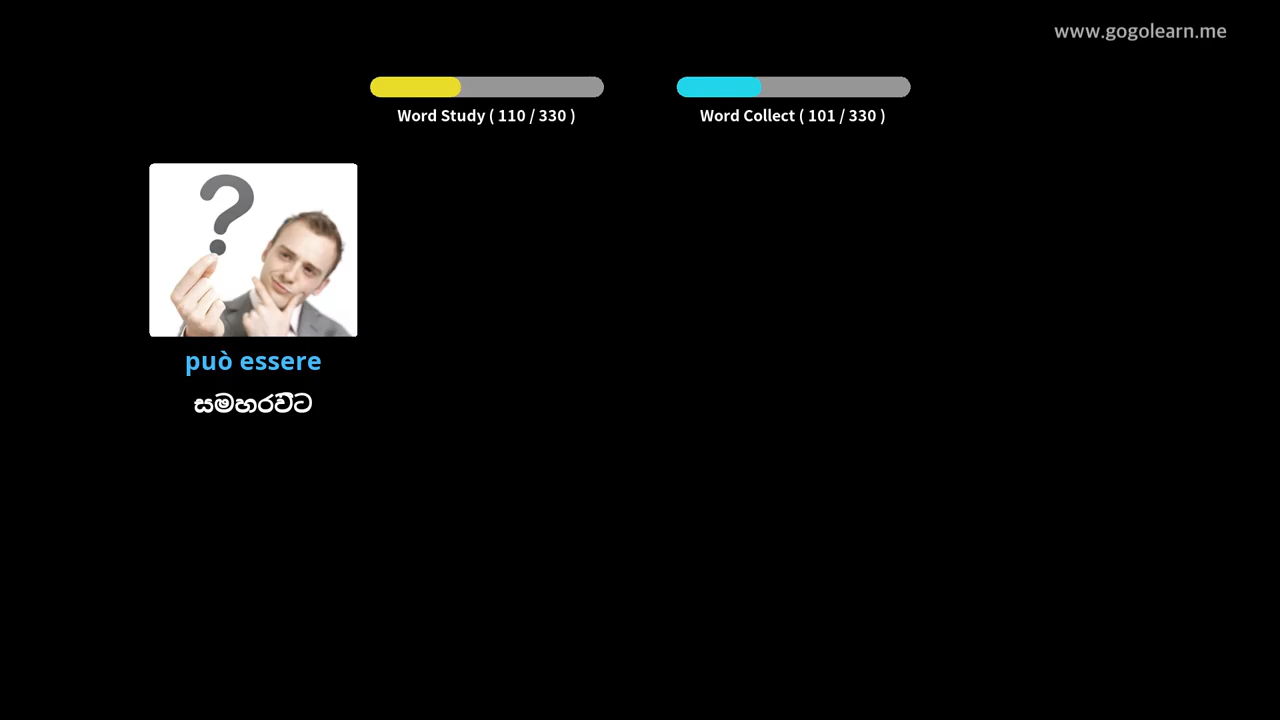 www.gogolearn.me
Word Study ( 110 / 330 )
Word Collect ( 101 / 330 )
?
può essere
සමහරවිට